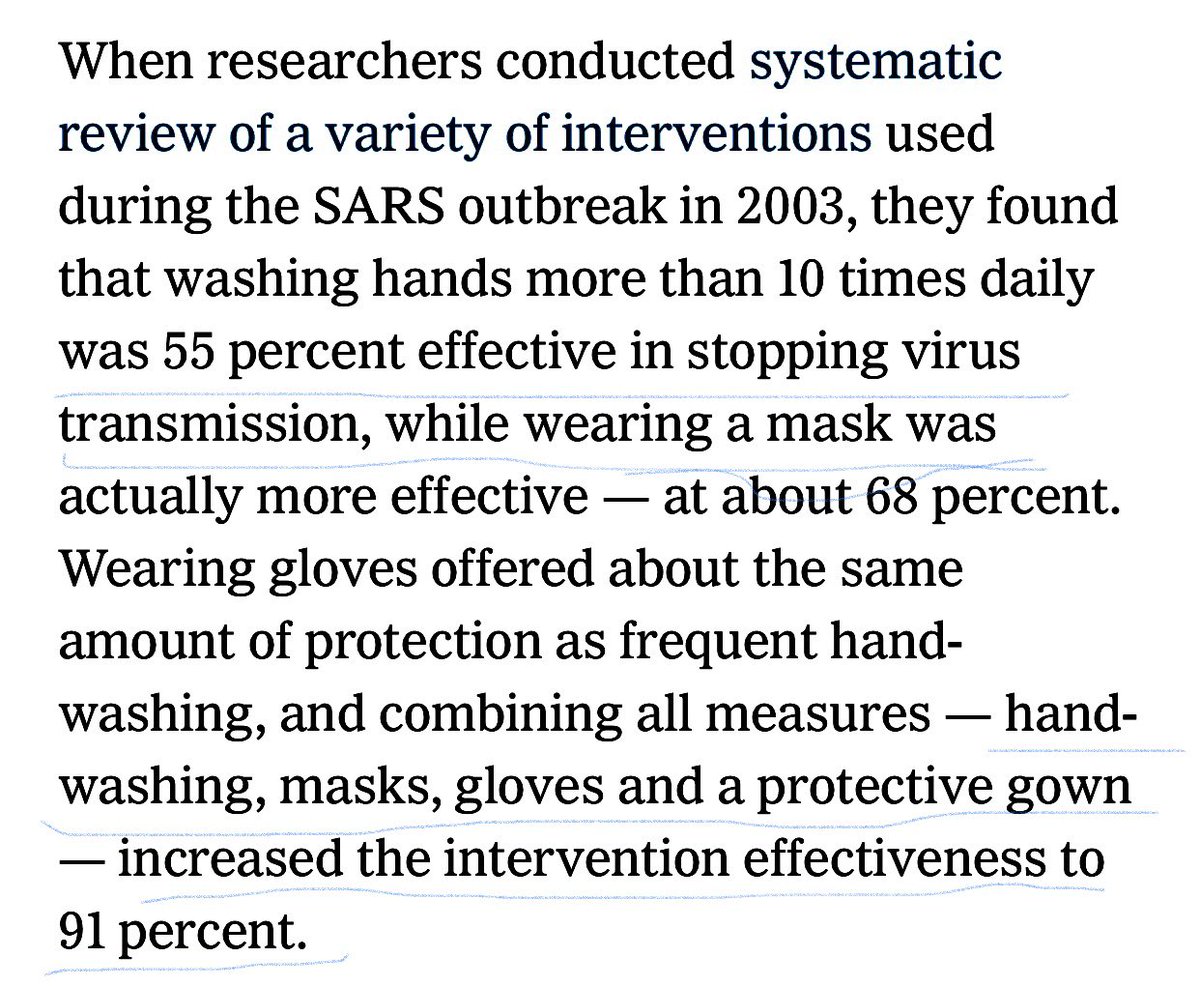 When researchers conducted systematic
review of a variety of interventions used
during the SARS outbreak in 2003, they found
that washing hands more than 10 times daily
was 55 percent effective in stopping virus
transmission, while wearing a mask was
actually more effective — at about 68 percent.
Wearing gloves offered about the same
amount of protection as frequent hand-
washing, and combining all measures — hand-
washing, masks, gloves and a protective gown
— increased the intervention effectiveness to
91 percent.